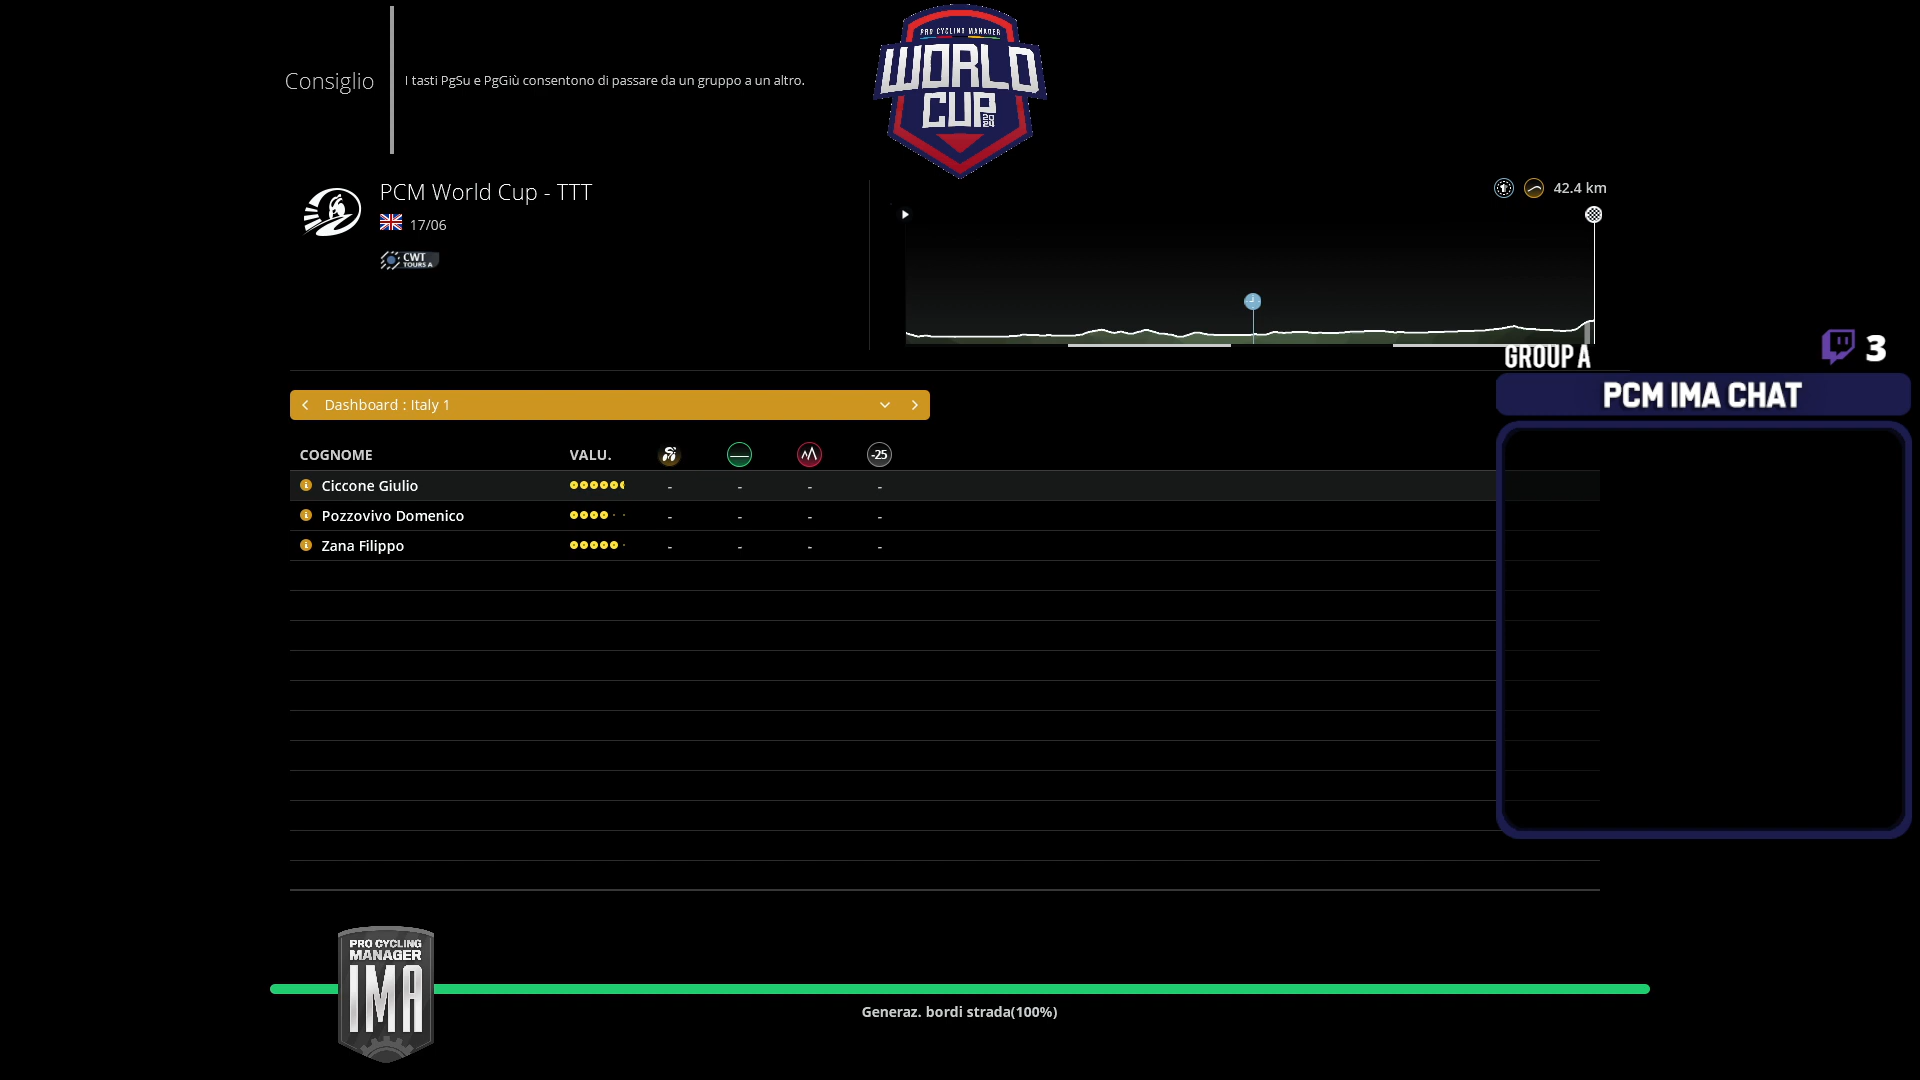 Consiglio
I tasti PgSu e PgGiù consentono di passare da un gruppo a un altro.
PRO CYCLING MANAGER
WORLD
CUP
PCM World Cup - TTT
17/06
CWT
TOURS A
42.4 km
GROUP A
3
PCM IMA CHAT
Dashboard : Italy 1
COGNOME VALU. -25
Ciccone Giulio - - - -
Pozzovivo Domenico - - - -
Zana Filippo - - - -
PRO CYCLING
MANAGER
IMA
Generaz. bordi strada(100%)